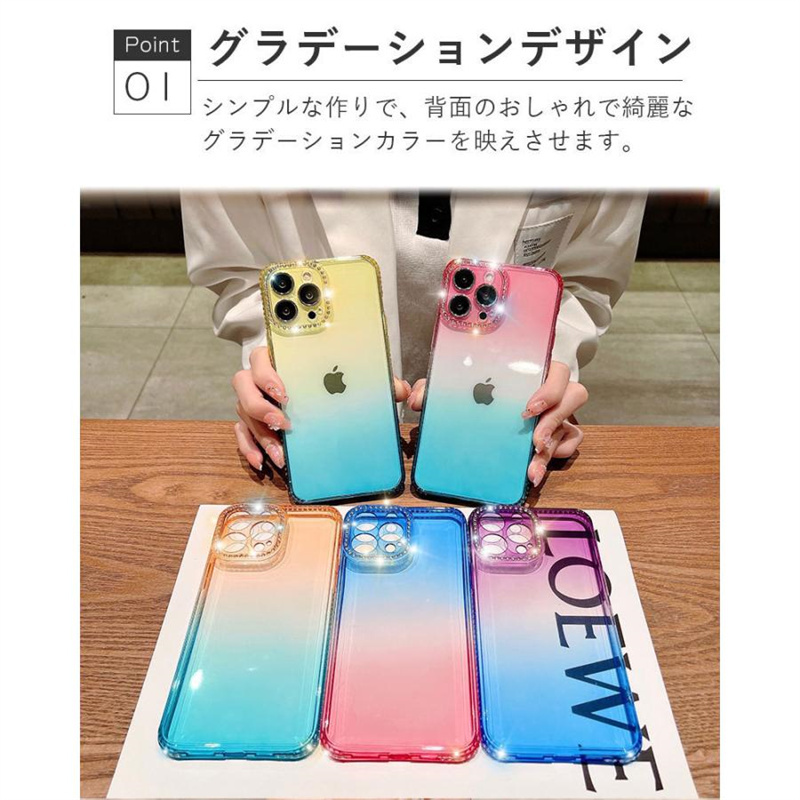 Point
01
グラデーションデザイン
シンプルな作りで、背面のおしゃれで綺麗な
グラデーションカラーを映えさせます。
LOEWE